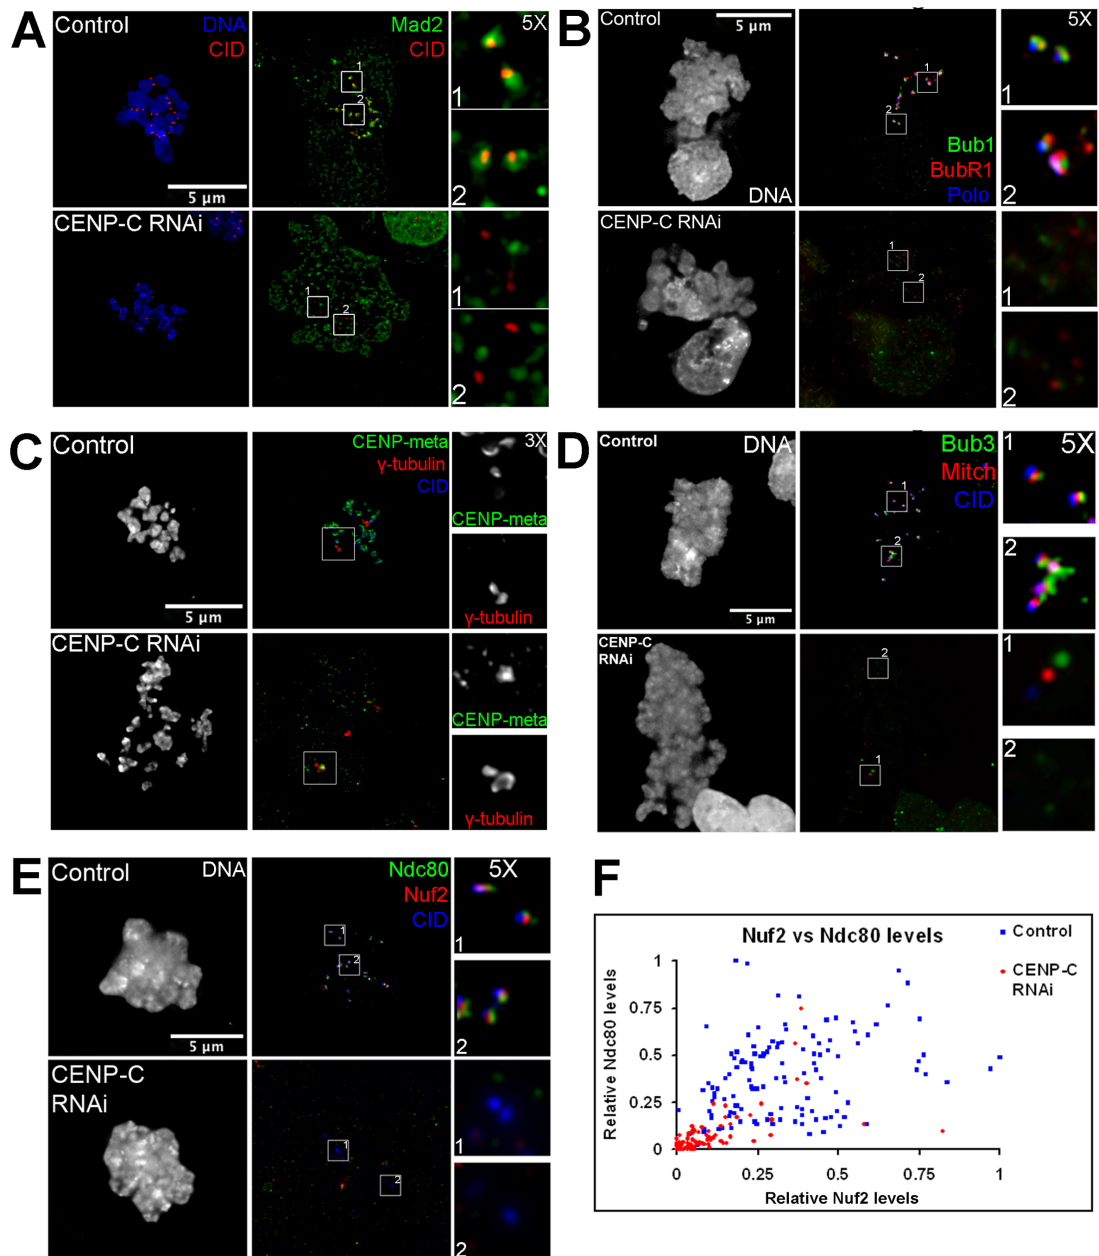 A
Control
DNA
CID
Mad2
CID
5X
1
2
1
2
5 µm
CENP-C RNAi
1
2
1
2
B
Control
5 µm
DNA
1
2
Bub1
BubR1
Polo
5X
1
2
CENP-C RNAi
1
2
1
2
C
Control
5 µm
CENP-meta
γ-tubulin
CID
3X
CENP-meta
γ-tubulin
CENP-C RNAi
CENP-meta
γ-tubulin
D
Control
DNA
5 µm
Bub3
Mitch
CID
1
2
1
5X
2
CENP-C
RNAi
2
1
1
2
E
Control
DNA
5 µm
Ndc80
Nuf2
CID
1
2
5X
1
2
CENP-C
RNAi
1
2
1
2
F
Nuf2 vs Ndc80 levels
Control
CENP-C
RNAi
Relative Ndc80 levels
1
0.75
0.5
0.25
0
0
0.25
0.5
0.75
1
Relative Nuf2 levels